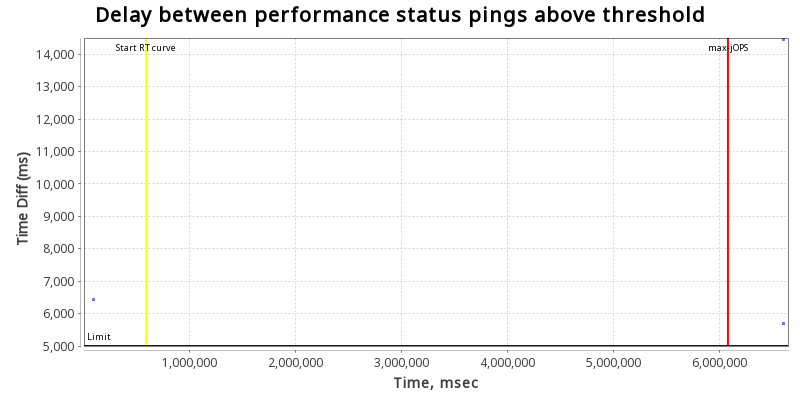 Delay between performance status pings above threshold
Start RT curve
max-jOPS
14,000
13,000
12,000
11,000
10,000
9,000
8,000
7,000
6,000
5,000
Time Diff (ms)
Limit
1,000,000 2,000,000 3,000,000 4,000,000 5,000,000 6,000,000
Time, msec